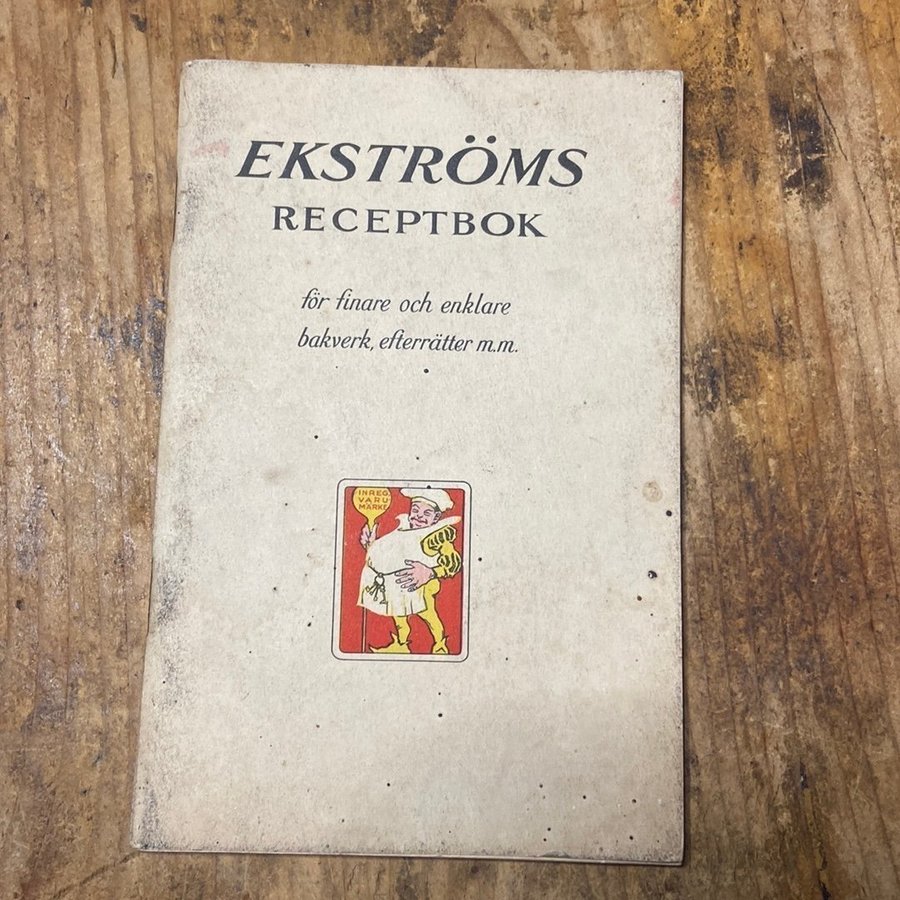 EKSTRÖMS
RECEPTBOK
för finare och enklare
bakverk, efterrätter m.m.
INREG.
VARU
MÄRKE